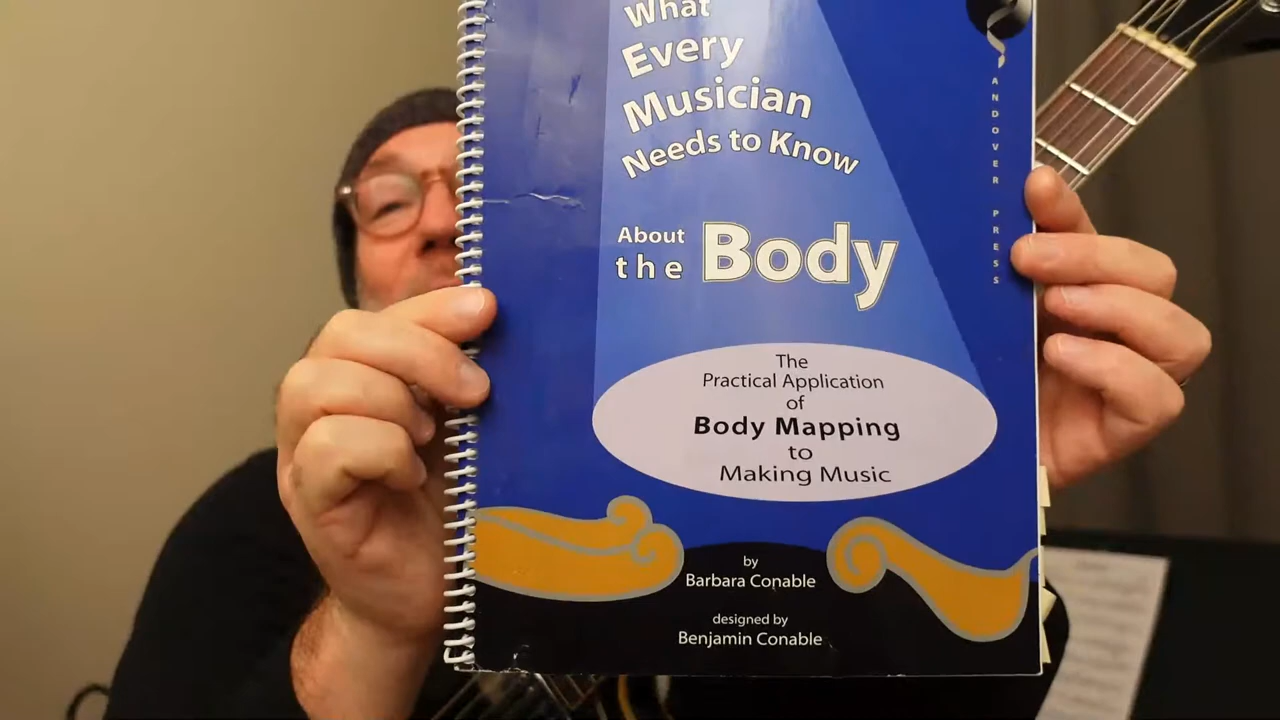 What
Every
Musician
Needs to Know
About
the Body
ANDOVER PRESS
The
Practical Application
of
Body Mapping
to
Making Music
by
Barbara Conable
designed by
Benjamin Conable